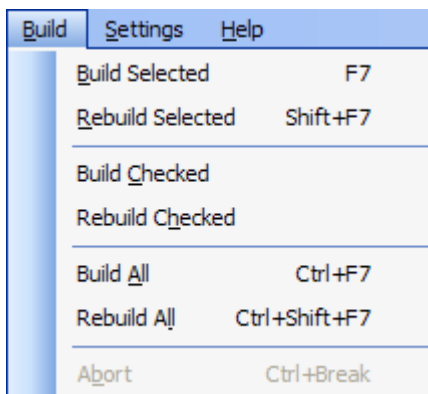 Build Settings Help
Build Selected F7
Rebuild Selected Shift+F7
Build Checked
Rebuild Checked
Build All Ctrl+F7
Rebuild All Ctrl+Shift+F7
Abort Ctrl+Break